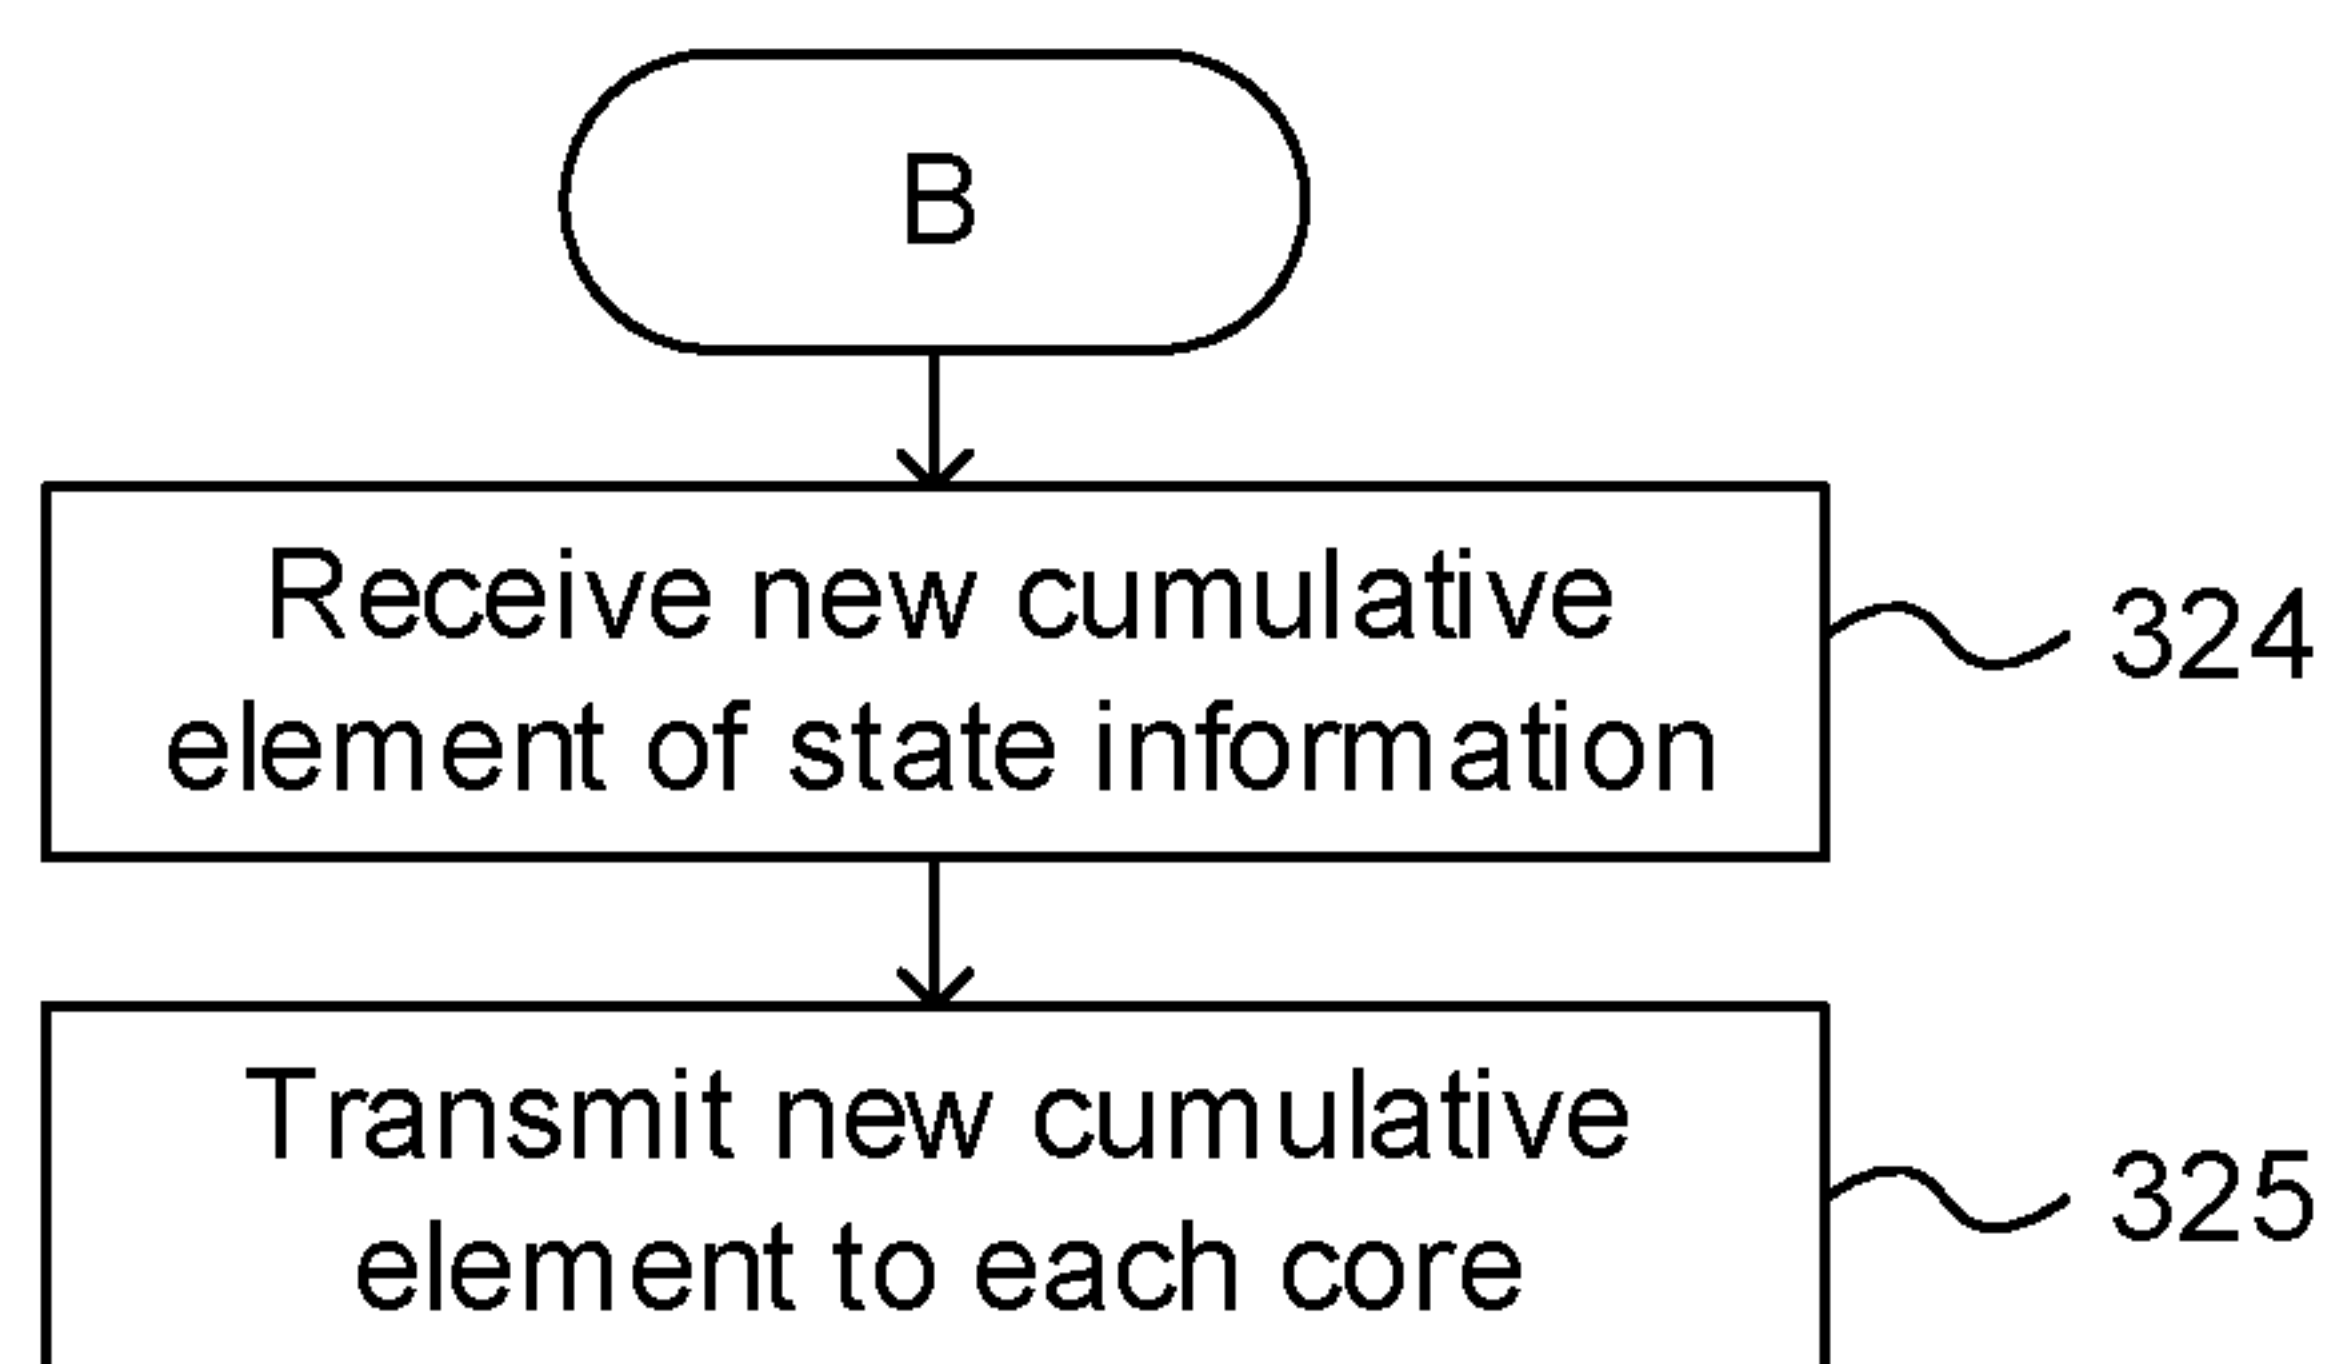 B
Receive new cumulative
element of state information
324
Transmit new cumulative
element to each core
325